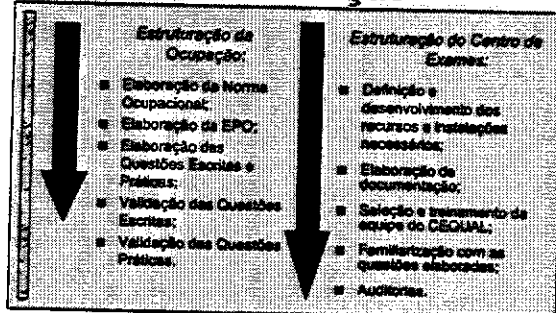 Estruturação da
Ocupação:
■ Elaboração da Norma
Ocupacional;
■ Elaboração da EPO;
■ Elaboração das
Questões Escritas e
Práticas;
■ Validação das Questões
Escritas;
■ Validação das Questões
Práticas.
Estruturação do Centro de
Exames:
■ Definição e
desenvolvimento dos
recursos e instalações
necessários;
■ Elaboração da
documentação;
■ Seleção e treinamento da
equipe do CEQUAL;
■ Familiarização com as
questões elaboradas;
■ Auditorias.